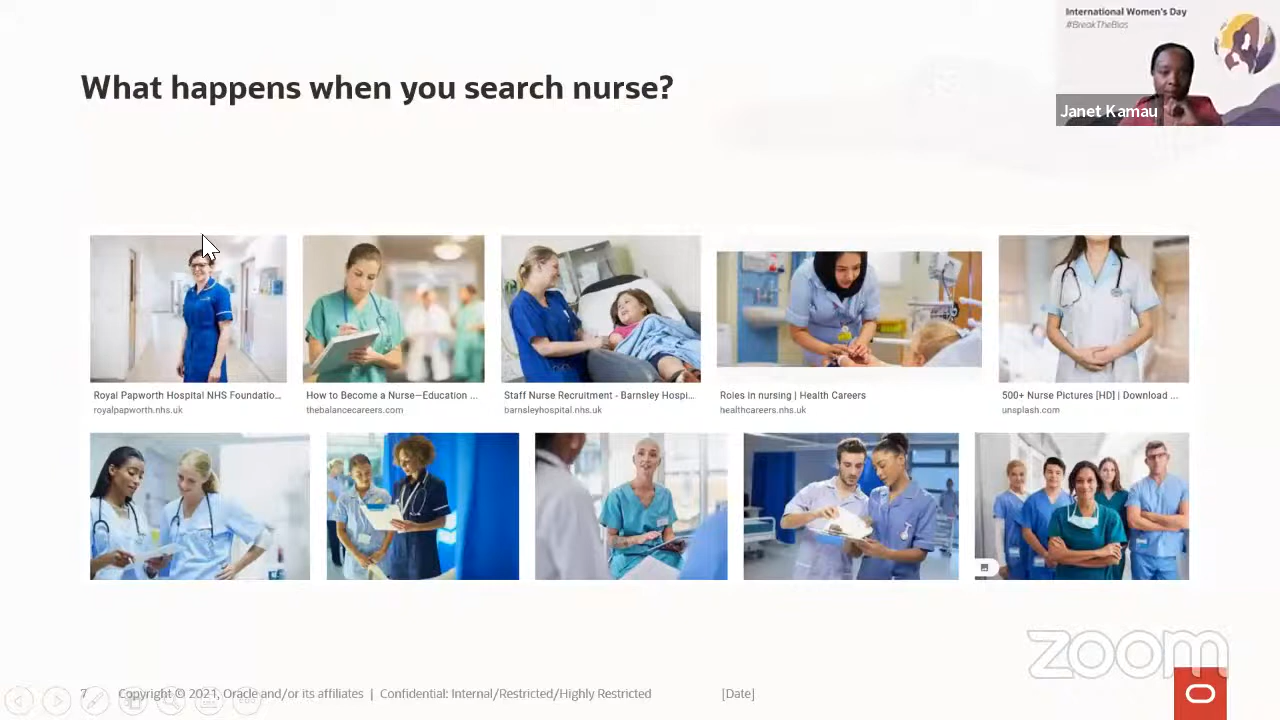 International Women's Day
#BreakTheBias
What happens when you search nurse?
Janet Kamau
Royal Papworth Hospital NHS Foundatio...
royalpapworth.nhs.uk
How to Become a Nurse—Education ...
thebalancecareers.com
Staff Nurse Recruitment - Barnsley Hospi...
barnsleyhospital.nhs.uk
Roles in nursing | Health Careers
healthcareers.nhs.uk
500+ Nurse Pictures [HD] | Download ...
unsplash.com
zoom
7 Copyright © 2021, Oracle and/or its affiliates | Confidential: Internal/Restricted/Highly Restricted [Date]